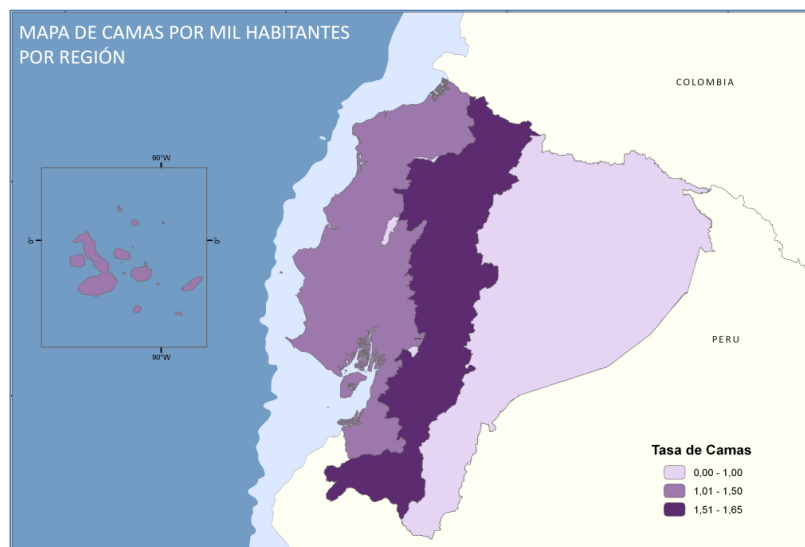 MAPA DE CAMAS POR MIL HABITANTES
POR REGIÓN
COLOMBIA
90°W
0°
0°
90°W
PERU
Tasa de Camas
0,00 - 1,00
1,01 - 1,50
1,51 - 1,65